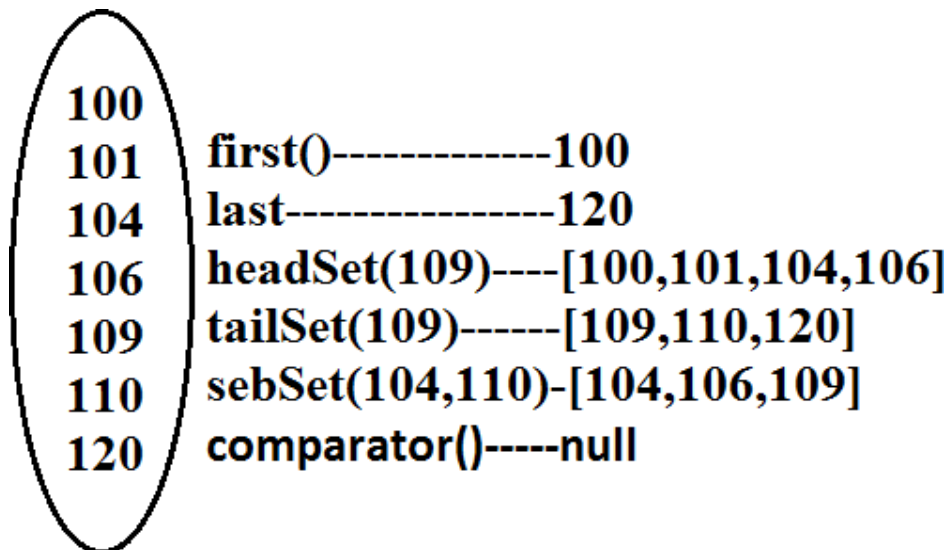 100
101
104
106
109
110
120
first()-------------100
last----------------120
headSet(109)----[100,101,104,106]
tailSet(109)------[109,110,120]
sebSet(104,110)-[104,106,109]
comparator()-----null